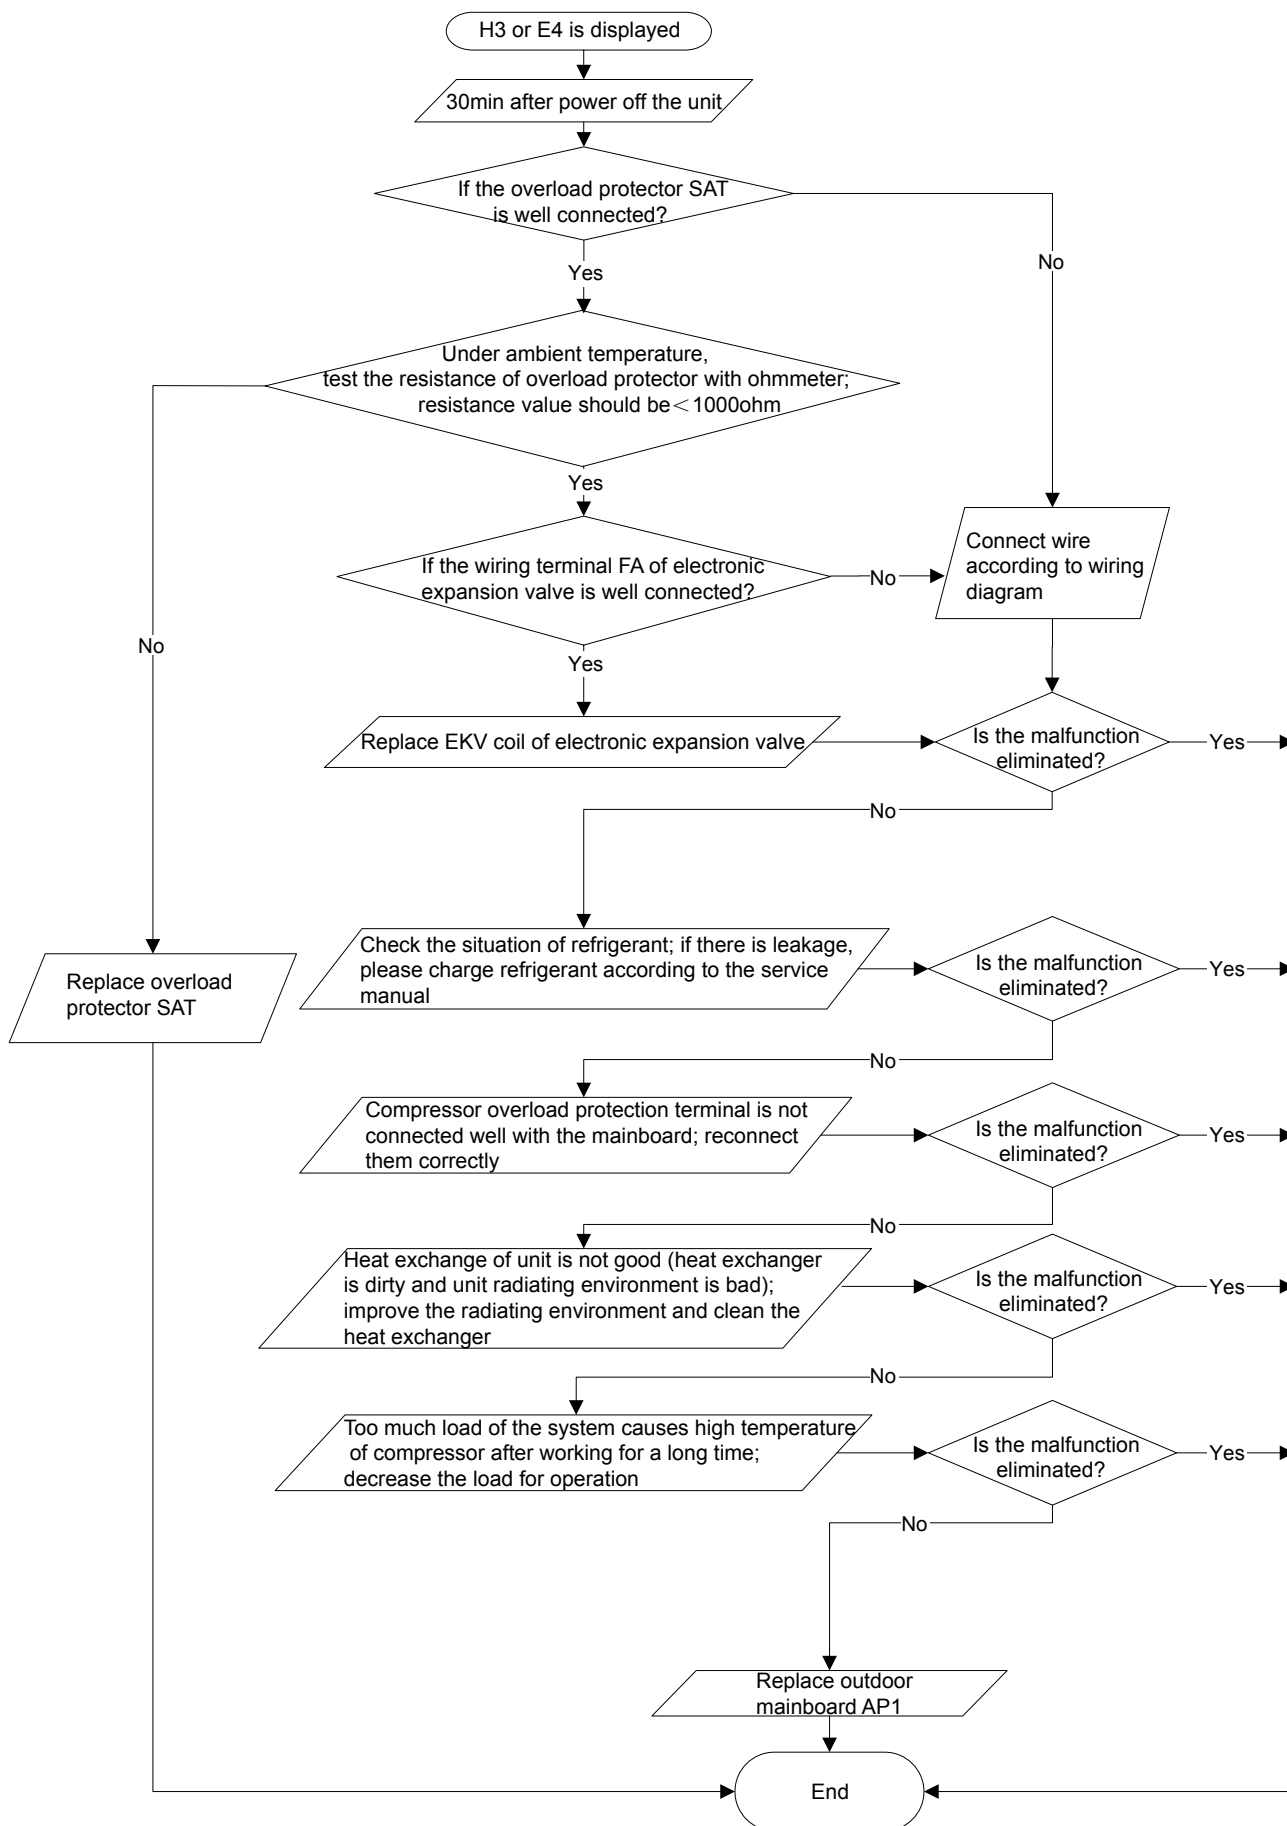 H3 or E4 is displayed
30min after power off the unit
If the overload protector SAT
is well connected?
No
Yes
Under ambient temperature,
test the resistance of overload protector with ohmmeter;
resistance value should be＜1000ohm
Yes
If the wiring terminal FA of electronic
expansion valve is well connected?
No
Connect wire
according to wiring
diagram
No
Yes
Replace EKV coil of electronic expansion valve
Is the malfunction
eliminated?
Yes
No
Replace overload
protector SAT
Check the situation of refrigerant; if there is leakage,
please charge refrigerant according to the service
manual
Is the malfunction
eliminated?
Yes
No
Compressor overload protection terminal is not
connected well with the mainboard; reconnect
them correctly
Is the malfunction
eliminated?
Yes
No
Heat exchange of unit is not good (heat exchanger
is dirty and unit radiating environment is bad);
improve the radiating environment and clean the
heat exchanger
Is the malfunction
eliminated?
Yes
No
Too much load of the system causes high temperature
of compressor after working for a long time;
decrease the load for operation
Is the malfunction
eliminated?
Yes
No
Replace outdoor
mainboard AP1
End